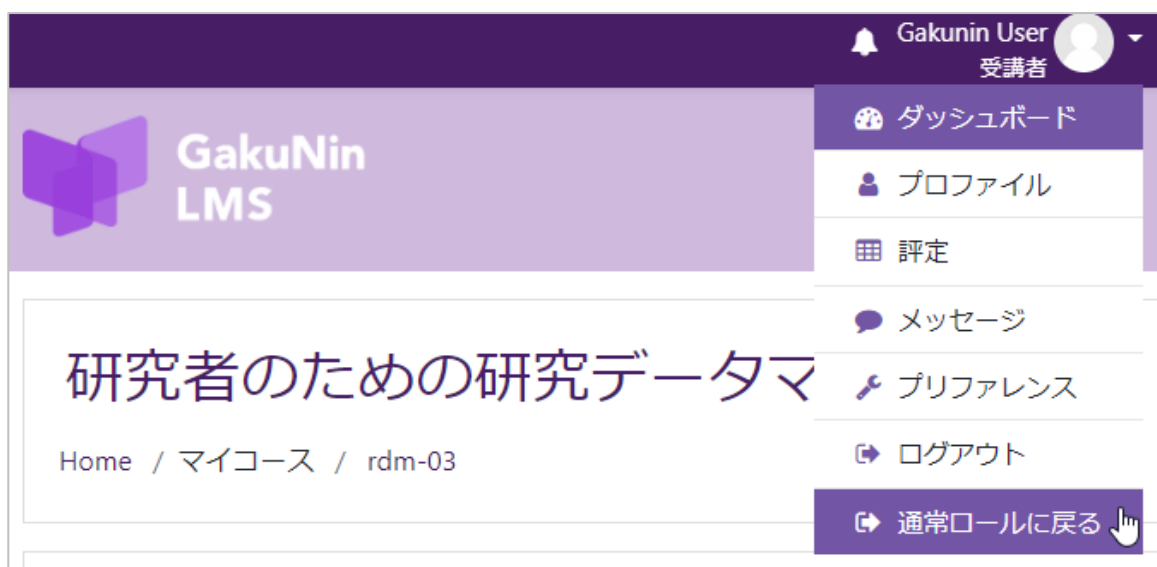 Gakunin User
受講者
GakuNin
LMS
ダッシュボード
プロファイル
評定
メッセージ
プリファレンス
ログアウト
通常ロールに戻る
研究者のための研究データマ
Home / マイコース / rdm-03